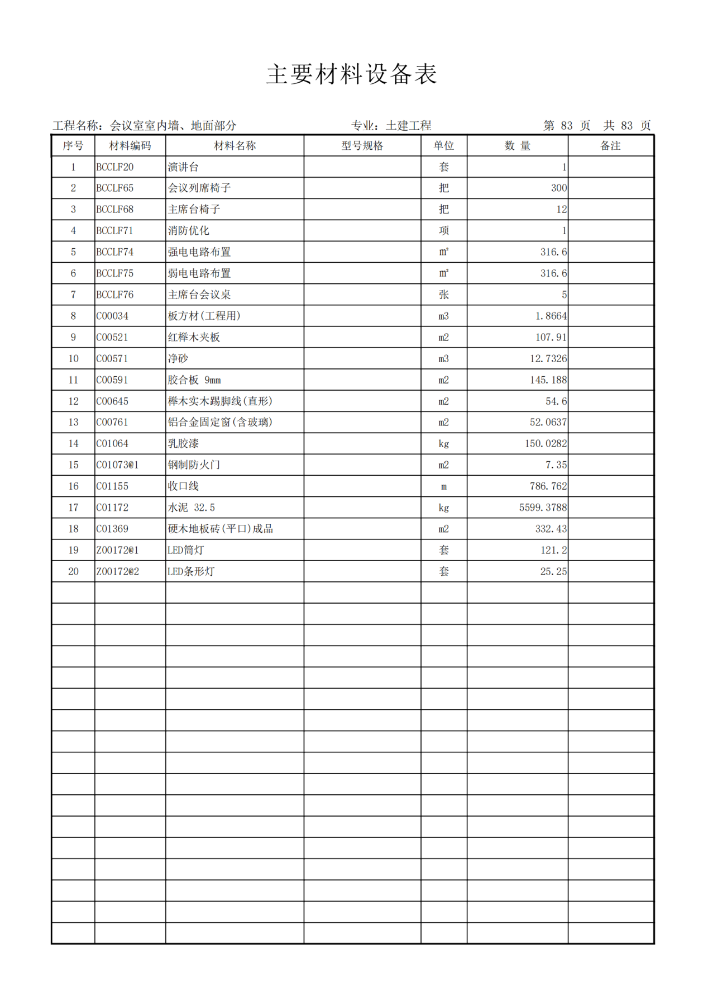 主要材料设备表
工程名称：会议室室内墙、地面部分 专业：土建工程 第 83 页 共 83 页
序号 材料编码 材料名称 型号规格 单位 数 量 备注
1 BCCLF20 演讲台 套 1
2 BCCLF65 会议列席椅子 把 300
3 BCCLF68 主席台椅子 把 12
4 BCCLF71 消防优化 项 1
5 BCCLF74 强电电路布置 ㎡ 316.6
6 BCCLF75 弱电电路布置 ㎡ 316.6
7 BCCLF76 主席台会议桌 张 5
8 C00034 板方材(工程用) m3 1.8664
9 C00521 红榉木夹板 m2 107.91
10 C00571 净砂 m3 12.7326
11 C00591 胶合板 9mm m2 145.188
12 C00645 榉木实木踢脚线(直形) m2 54.6
13 C00761 铝合金固定窗(含玻璃) m2 52.0637
14 C01064 乳胶漆 kg 150.0282
15 C01073@1 钢制防火门 m2 7.35
16 C01155 收口线 m 786.762
17 C01172 水泥 32.5 kg 5599.3788
18 C01369 硬木地板砖(平口)成品 m2 332.43
19 Z00172@1 LED筒灯 套 121.2
20 Z00172@2 LED条形灯 套 25.25